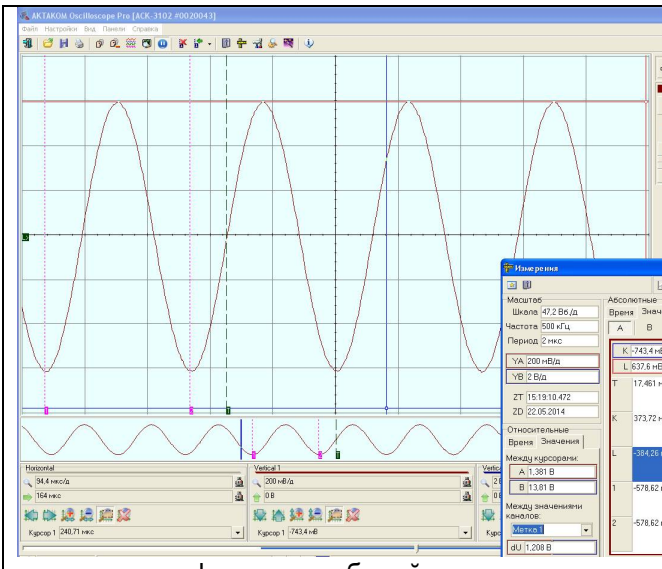 АКТАКОМ Oscilloscope Pro [АСК-3102 #0020043]
Файл Настройки Вид Панели Справка
Измерения
Масштаб
Шкала 47,2 Вб./д
Частота 500 кГц
Период 2 мкс
YA 200 мВ/д
YB 2 В/д
ZT 15:19:10.472
ZD 22.05.2014
Относительные
Время Значения
Между курсорами:
A 1,381 В
B 13,81 В
Между значениями
каналов:
Метка 1
dU 1,208 В
Абсолютные
Время
A B
K -743,4 мВ
L 637,6 мВ
T 17,461
K 373,72
L -384,26
1 -578,62
2 -578,62
Horizontal
94,4 мкс/д
164 мкс
Курсор 1 240,71 мкс
Vertical 1
200 мВ/д
0 В
Курсор 1 -743,4 мВ